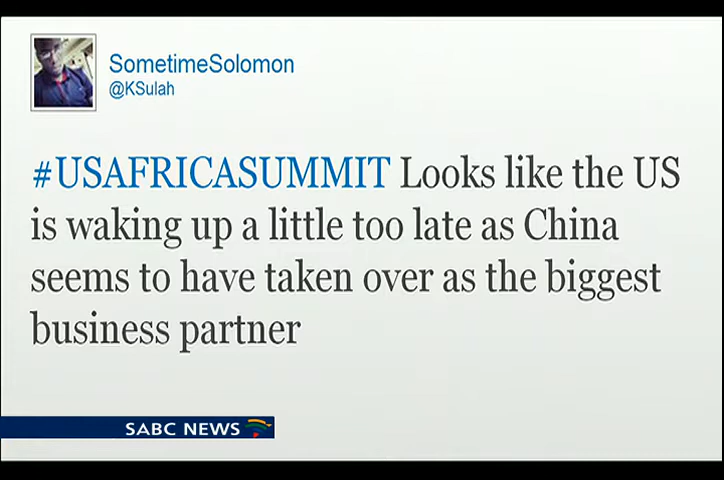 SometimeSolomon
@KSulah
#USAFRICASUMMIT Looks like the US
is waking up a little too late as China
seems to have taken over as the biggest
business partner
SABC NEWS